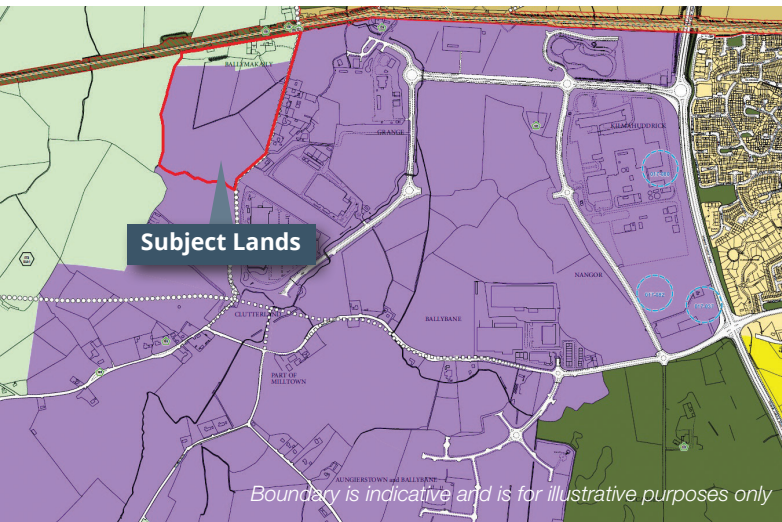 BALLYMAKAILY
GRANGE
KILMAHUDDRICK
Subject Lands
NANGOR
CLUTTERLAND
BALLYBANE
PART OF
MILLTOWN
AUNGIERSTOWN and BALLYBANE
Boundary is indicative and is for illustrative purposes only